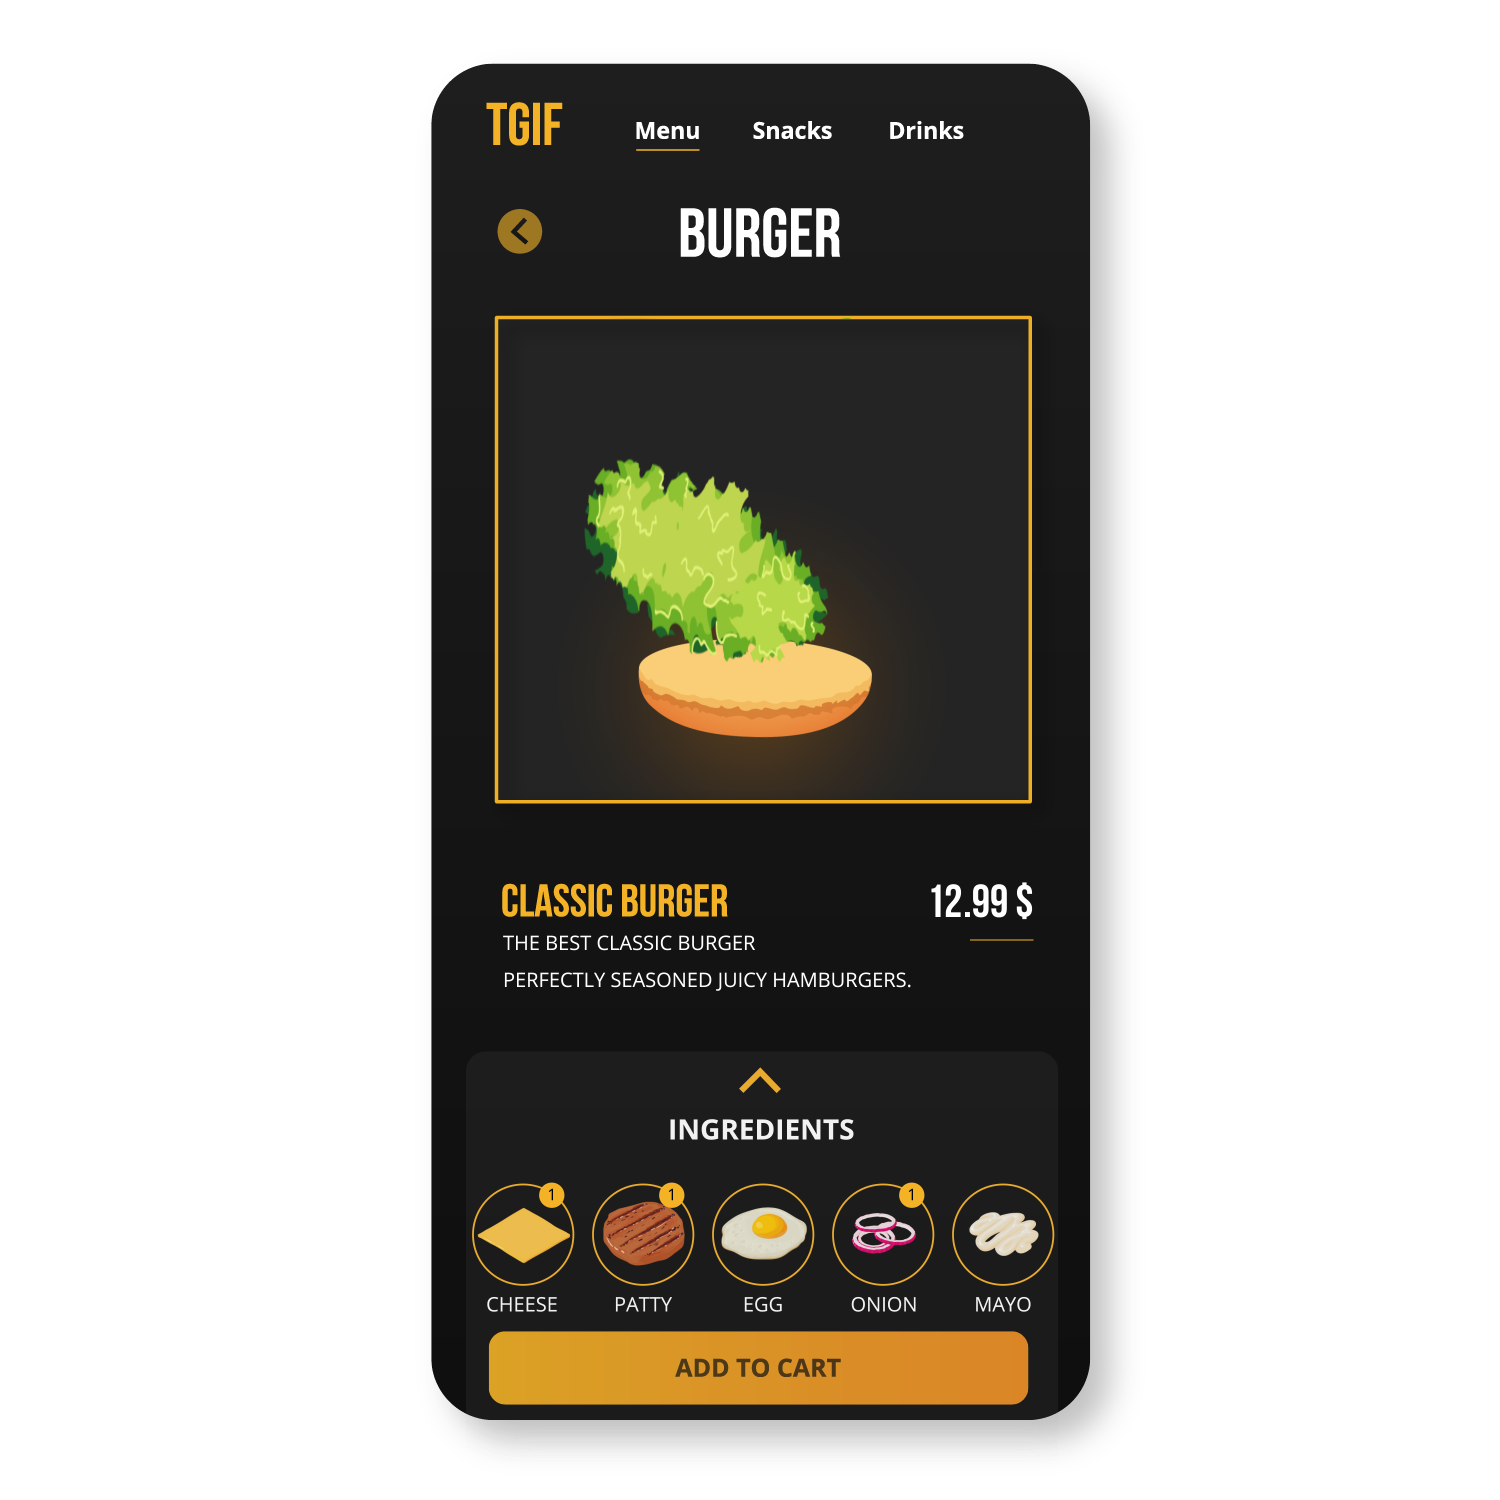 TGIF
Menu Snacks Drinks
BURGER
CLASSIC BURGER
12.99 $
THE BEST CLASSIC BURGER
PERFECTLY SEASONED JUICY HAMBURGERS.
INGREDIENTS
1 1 1
CHEESE PATTY EGG ONION MAYO
ADD TO CART